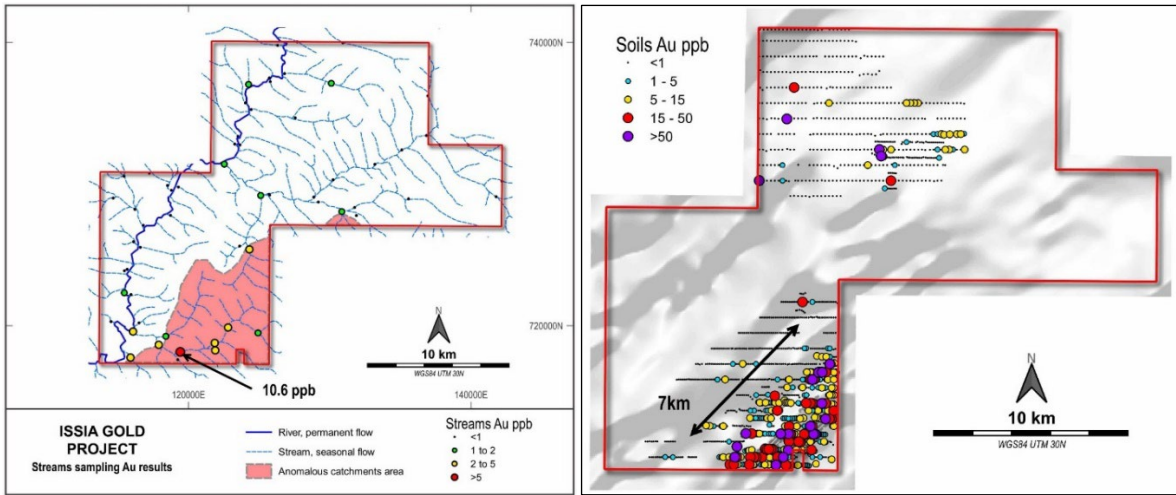 740000N
720000N
N
10 km
WGS84 UTM 30N
10.6 ppb
120000E
140000E
ISSIA GOLD
PROJECT
Streams sampling Au results
River, permanent flow
Stream, seasonal flow
Anomalous catchments area
Streams Au ppb
<1
1 to 2
2 to 5
>5
Soils Au ppb
<1
1 - 5
5 - 15
15 - 50
>50
7km
N
10 km
WGS84 UTM 30N